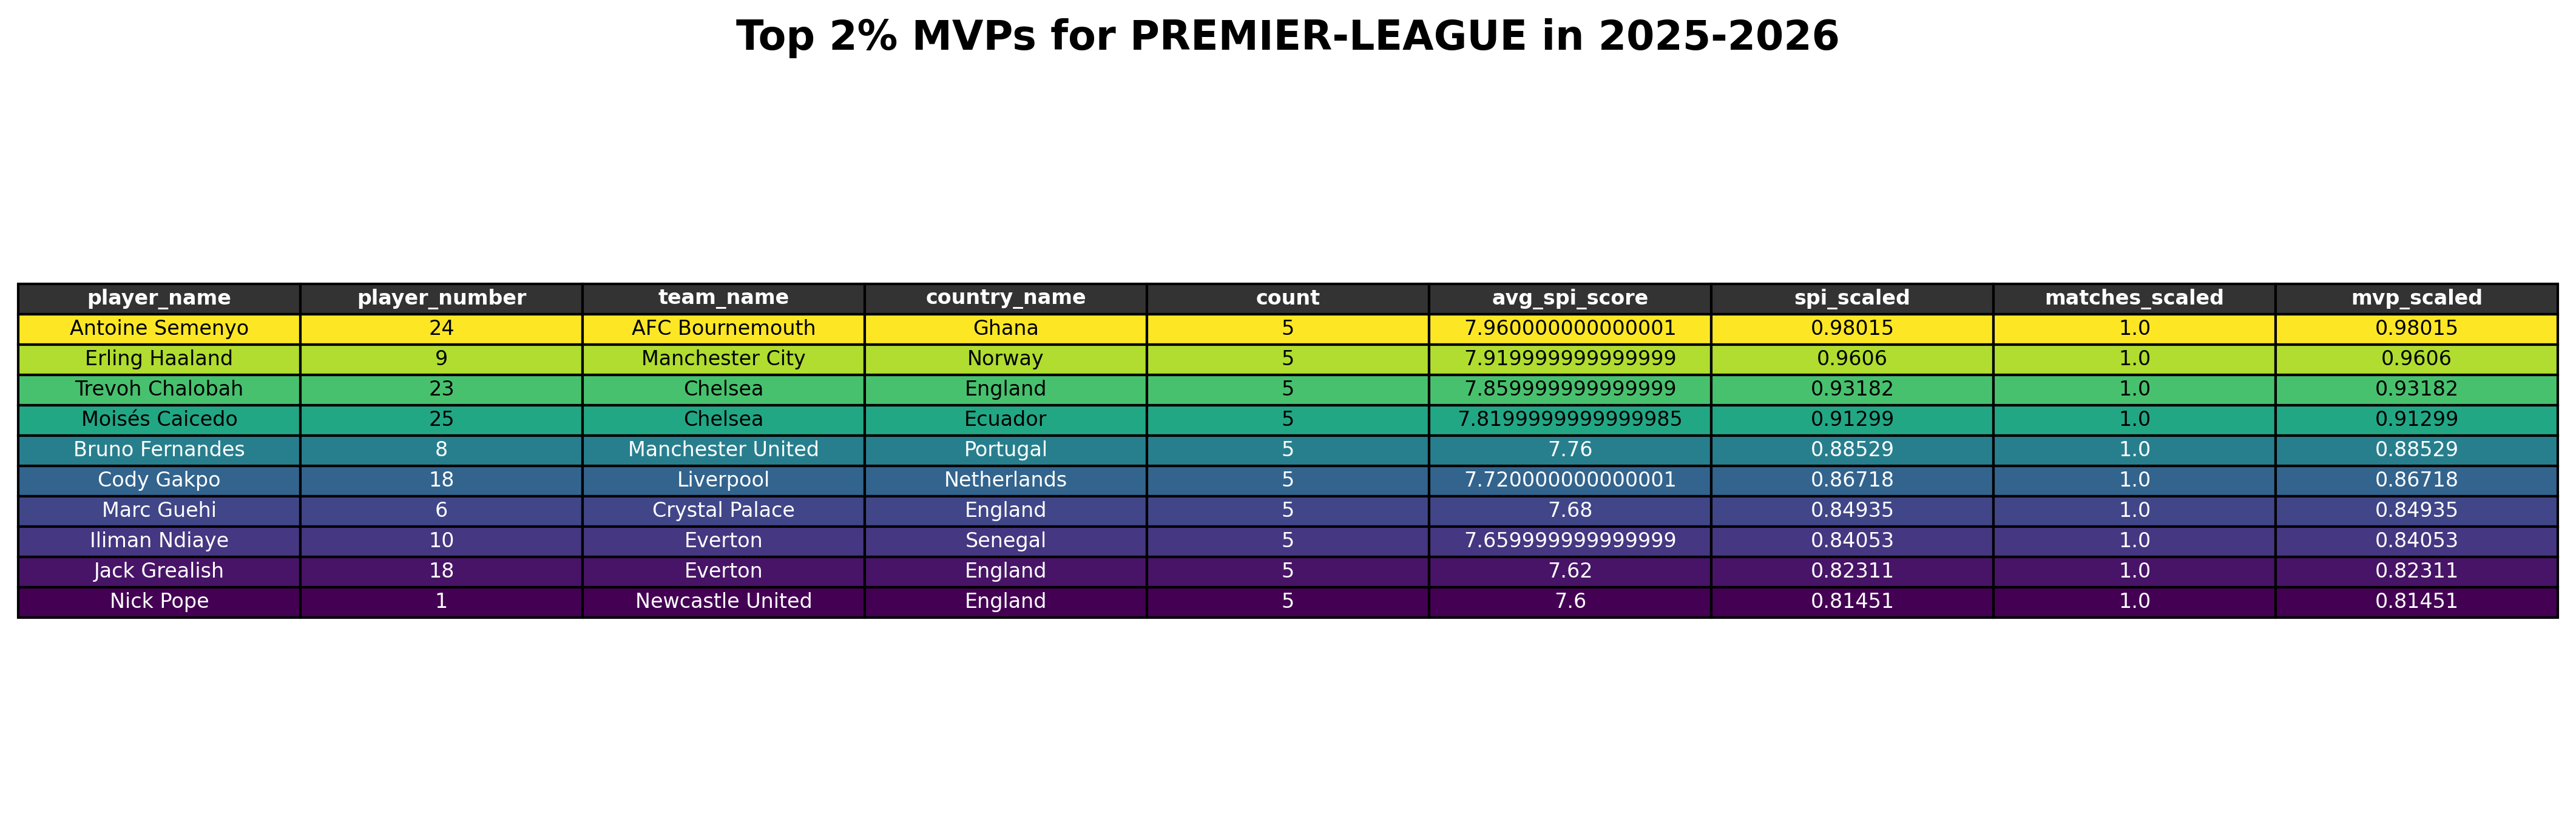 Top 2% MVPs for PREMIER-LEAGUE in 2025-2026
player_name player_number team_name country_name count avg_spi_score spi_scaled matches_scaled mvp_scaled
Antoine Semenyo 24 AFC Bournemouth Ghana 5 7.960000000000001 0.98015 1.0 0.98015
Erling Haaland 9 Manchester City Norway 5 7.919999999999999 0.9606 1.0 0.9606
Trevoh Chalobah 23 Chelsea England 5 7.859999999999999 0.93182 1.0 0.93182
Moisés Caicedo 25 Chelsea Ecuador 5 7.8199999999999985 0.91299 1.0 0.91299
Bruno Fernandes 8 Manchester United Portugal 5 7.76 0.88529 1.0 0.88529
Cody Gakpo 18 Liverpool Netherlands 5 7.720000000000001 0.86718 1.0 0.86718
Marc Guehi 6 Crystal Palace England 5 7.68 0.84935 1.0 0.84935
Iliman Ndiaye 10 Everton Senegal 5 7.659999999999999 0.84053 1.0 0.84053
Jack Grealish 18 Everton England 5 7.62 0.82311 1.0 0.82311
Nick Pope 1 Newcastle United England 5 7.6 0.81451 1.0 0.81451